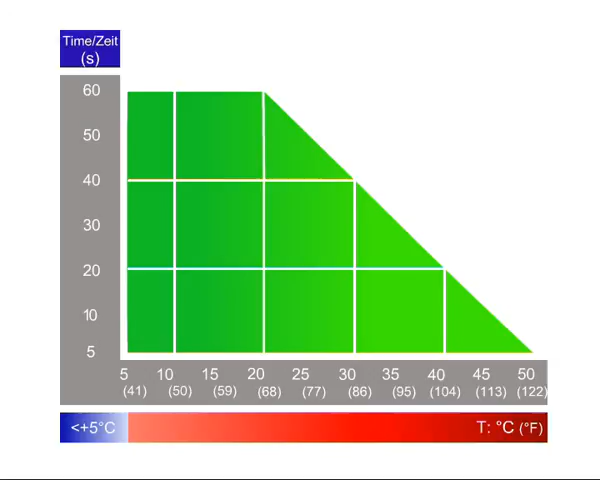 Time/Zeit
(s)
60
50
40
30
20
10
5
5 10 15 20 25 30 35 40 45 50
(41) (50) (59) (68) (77) (86) (95) (104) (113) (122)
<+5°C T: °C (°F)